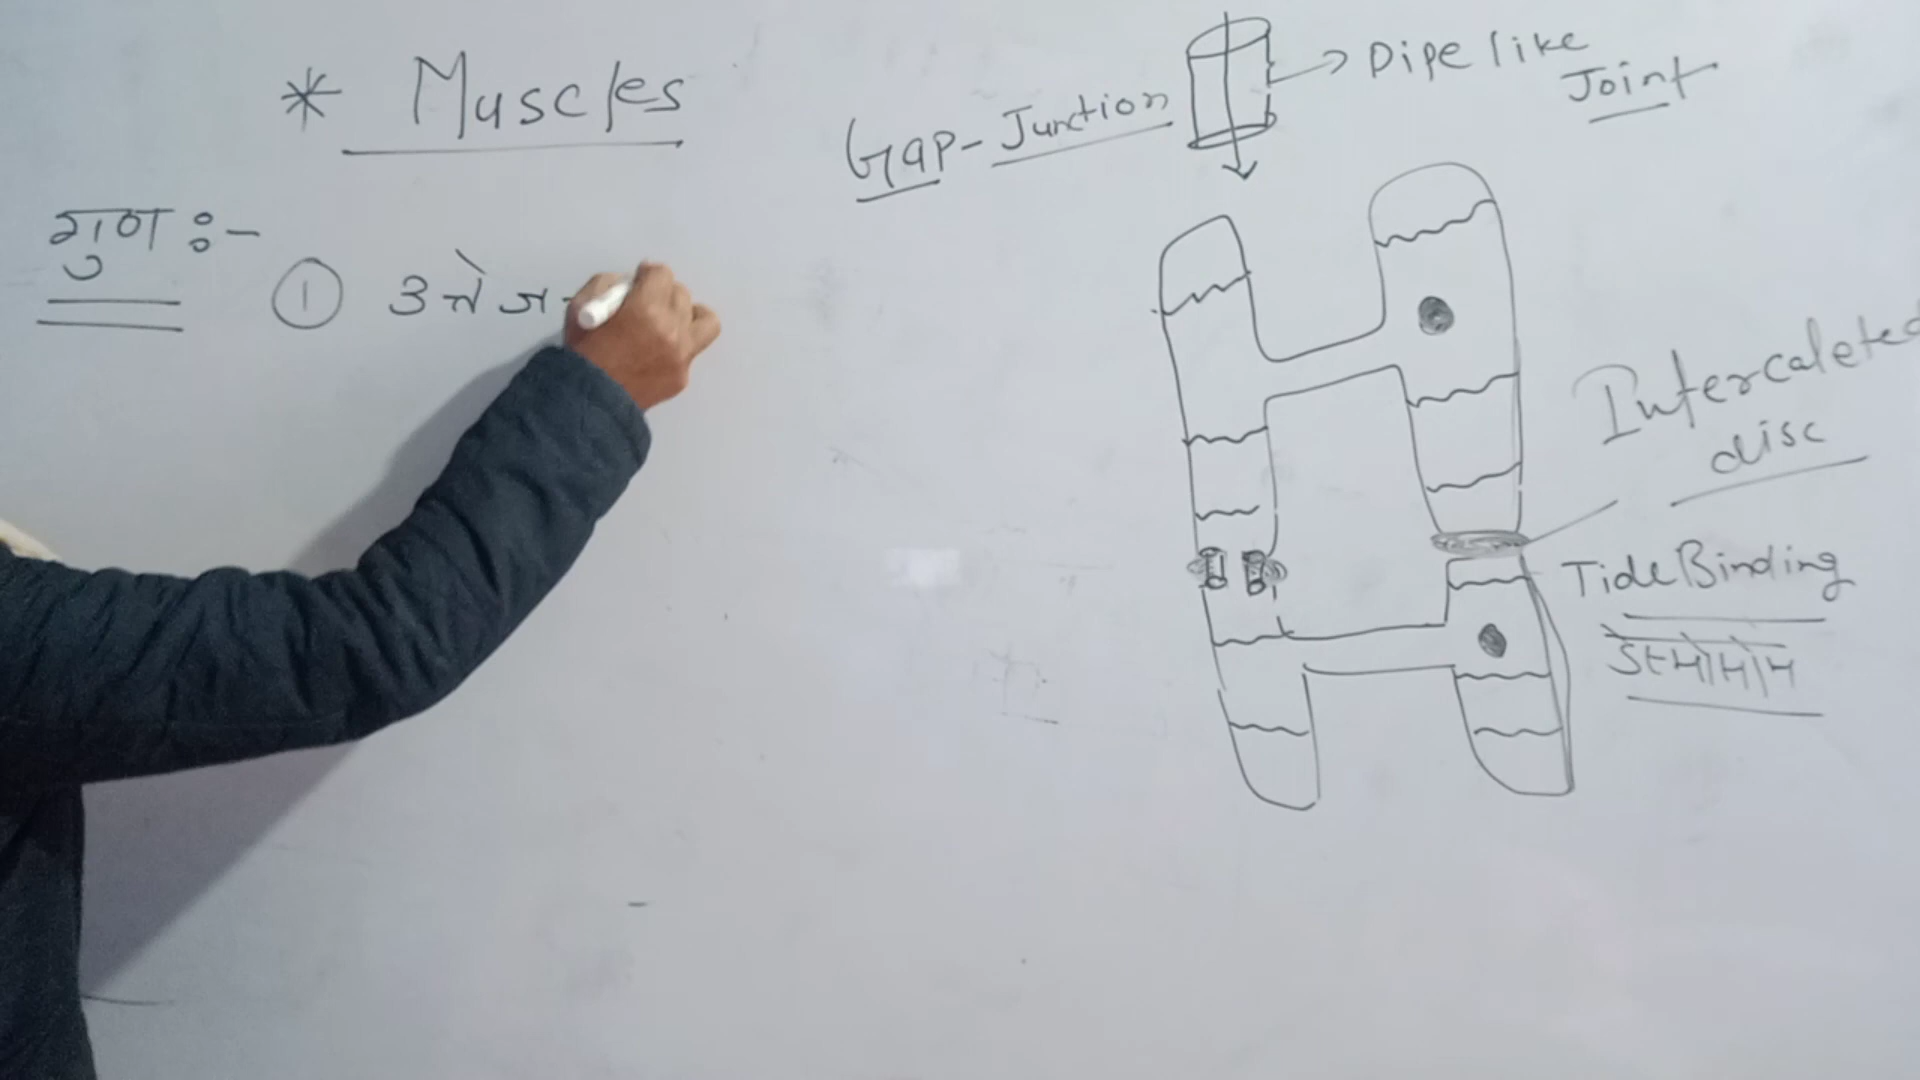 * Muscles
गुण :-
① उत्तेज
Gap-Junction
Pipe like
Joint
Intercaleted
disc
Tide Binding